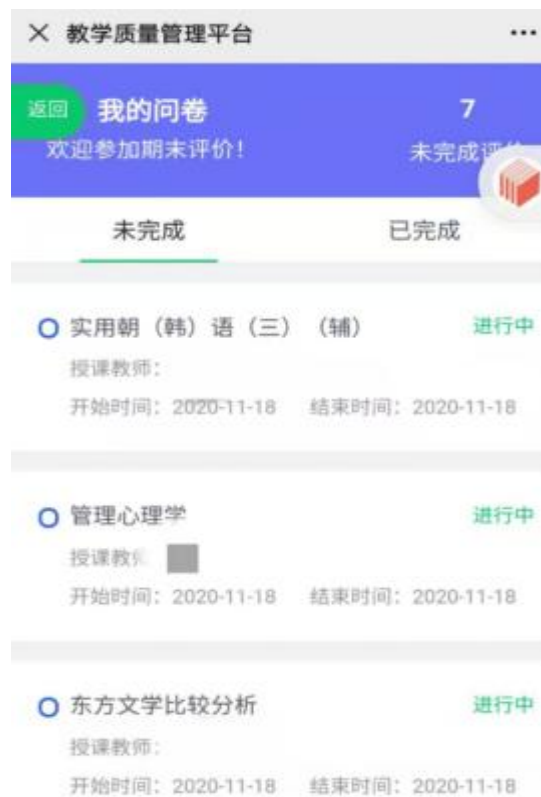 教学质量管理平台
返回 我的问卷 7
欢迎参加期末评价! 未完成评价
未完成 已完成
实用朝（韩）语（三）（辅） 进行中
授课教师:
开始时间: 2020-11-18 结束时间: 2020-11-18
管理心理学 进行中
授课教师
开始时间: 2020-11-18 结束时间: 2020-11-18
东方文学比较分析 进行中
授课教师:
开始时间: 2020-11-18 结束时间: 2020-11-18